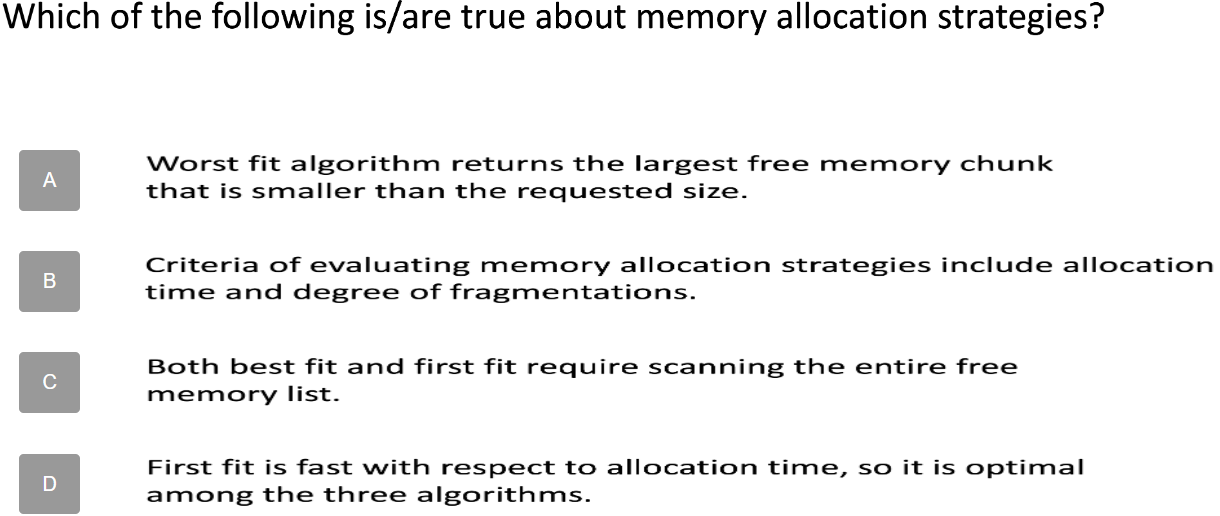 Which of the following is/are true about memory allocation strategies?
A
Worst fit algorithm returns the largest free memory chunk
that is smaller than the requested size.
B
Criteria of evaluating memory allocation strategies include allocation
time and degree of fragmentations.
C
Both best fit and first fit require scanning the entire free
memory list.
D
First fit is fast with respect to allocation time, so it is optimal
among the three algorithms.